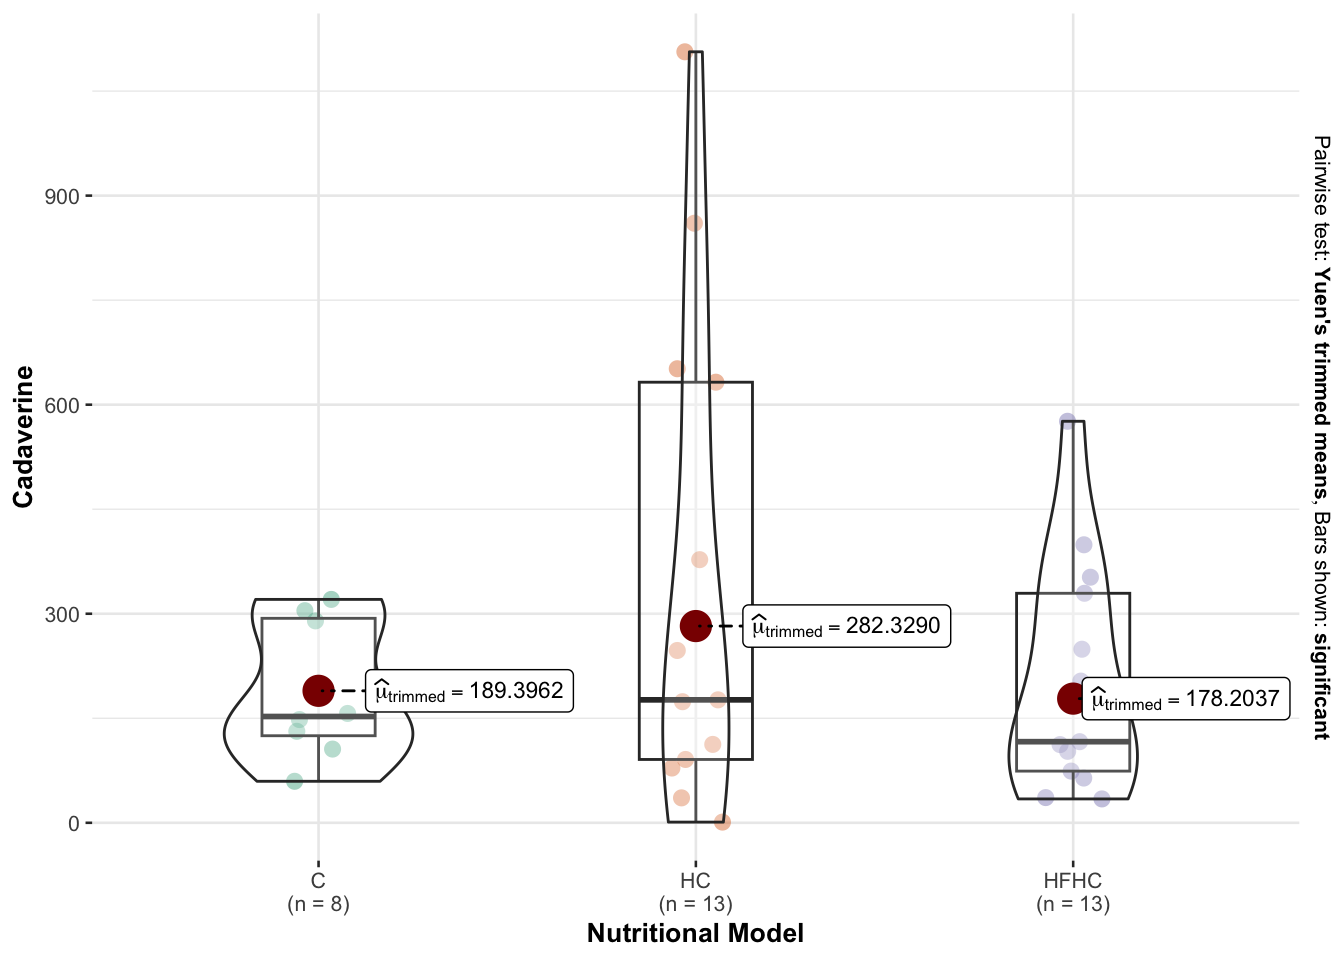 Cadaverine
900
600
300
0
μ̂trimmed = 189.3962
μ̂trimmed = 282.3290
μ̂trimmed = 178.2037
C
(n = 8)
HC
(n = 13)
HFHC
(n = 13)
Nutritional Model
Pairwise test: Yuen's trimmed means, Bars shown: significant